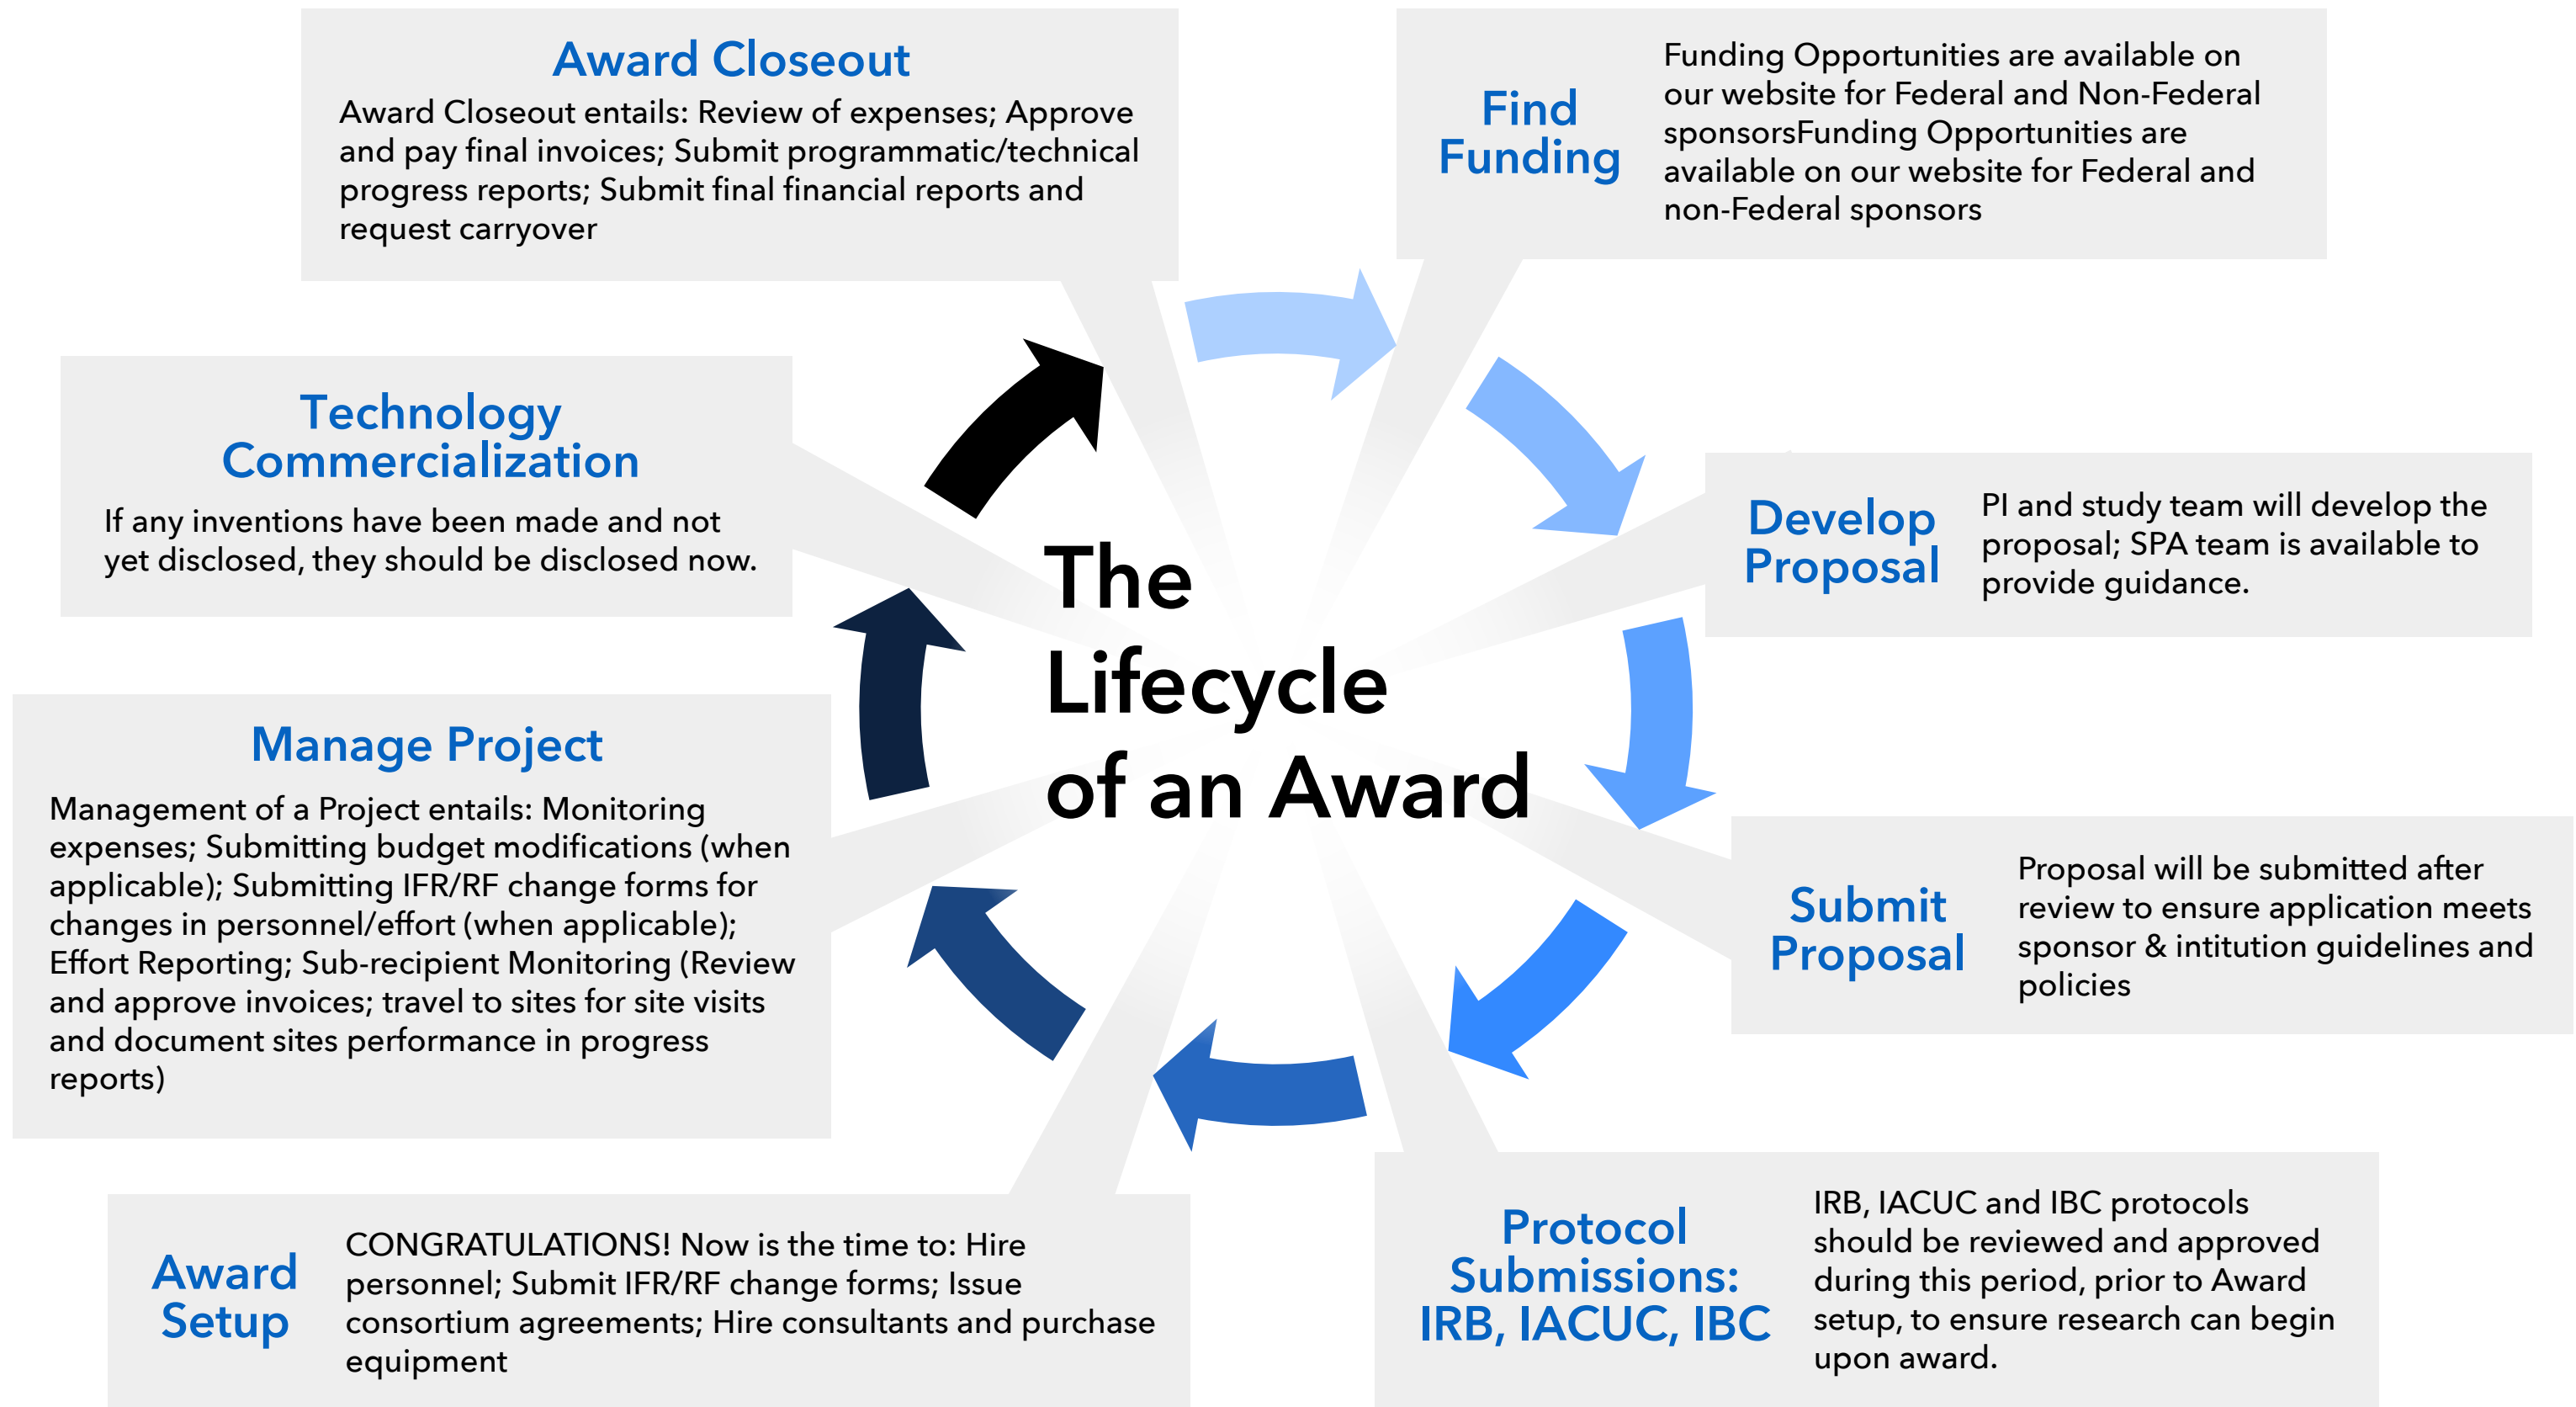 The
Lifecycle
of an Award
Find
Funding
Funding Opportunities are available on
our website for Federal and Non-Federal
sponsorsFunding Opportunities are
available on our website for Federal and
non-Federal sponsors
Develop
Proposal
PI and study team will develop the
proposal; SPA team is available to
provide guidance.
Submit
Proposal
Proposal will be submitted after
review to ensure application meets
sponsor & intitution guidelines and
policies
Protocol
Submissions:
IRB, IACUC, IBC
IRB, IACUC and IBC protocols
should be reviewed and approved
during this period, prior to Award
setup, to ensure research can begin
upon award.
Award
Setup
CONGRATULATIONS! Now is the time to: Hire
personnel; Submit IFR/RF change forms; Issue
consortium agreements; Hire consultants and purchase
equipment
Manage Project
Management of a Project entails: Monitoring
expenses; Submitting budget modifications (when
applicable); Submitting IFR/RF change forms for
changes in personnel/effort (when applicable);
Effort Reporting; Sub-recipient Monitoring (Review
and approve invoices; travel to sites for site visits
and document sites performance in progress
reports)
Technology
Commercialization
If any inventions have been made and not
yet disclosed, they should be disclosed now.
Award Closeout
Award Closeout entails: Review of expenses; Approve
and pay final invoices; Submit programmatic/technical
progress reports; Submit final financial reports and
request carryover